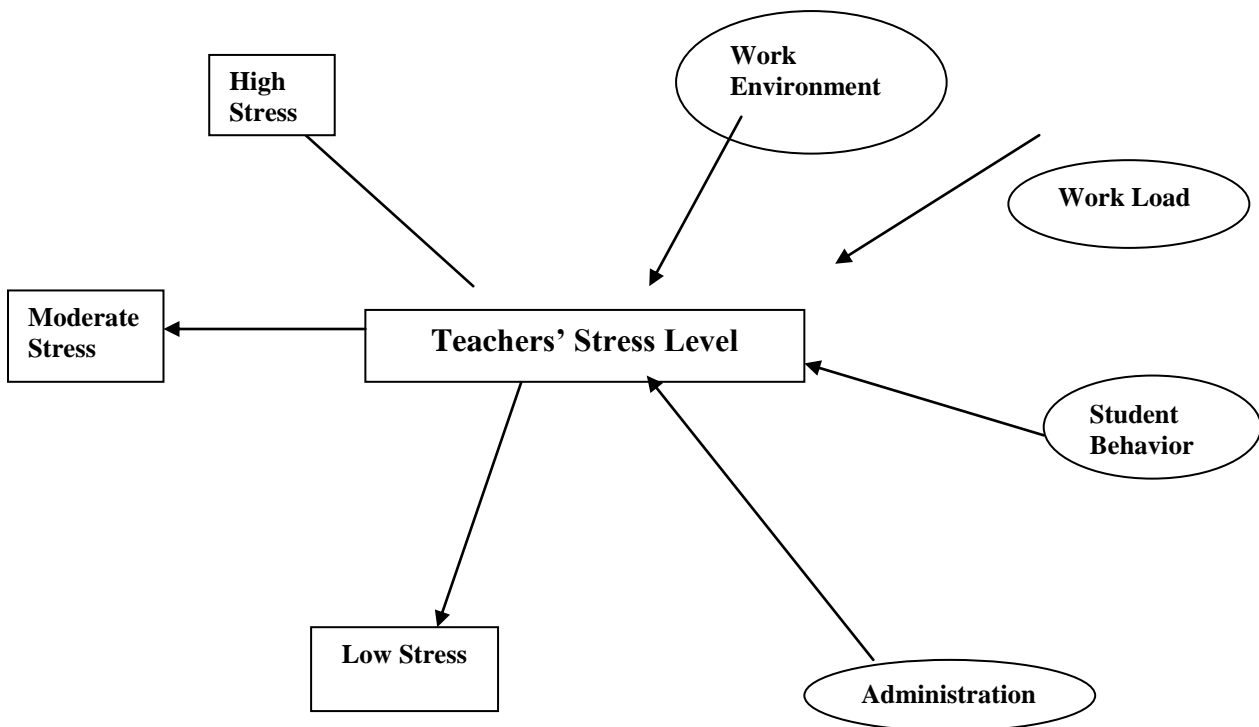 Work
Environment
High
Stress
Work Load
Moderate
Stress
Teachers’ Stress Level
Student
Behavior
Low Stress
Administration